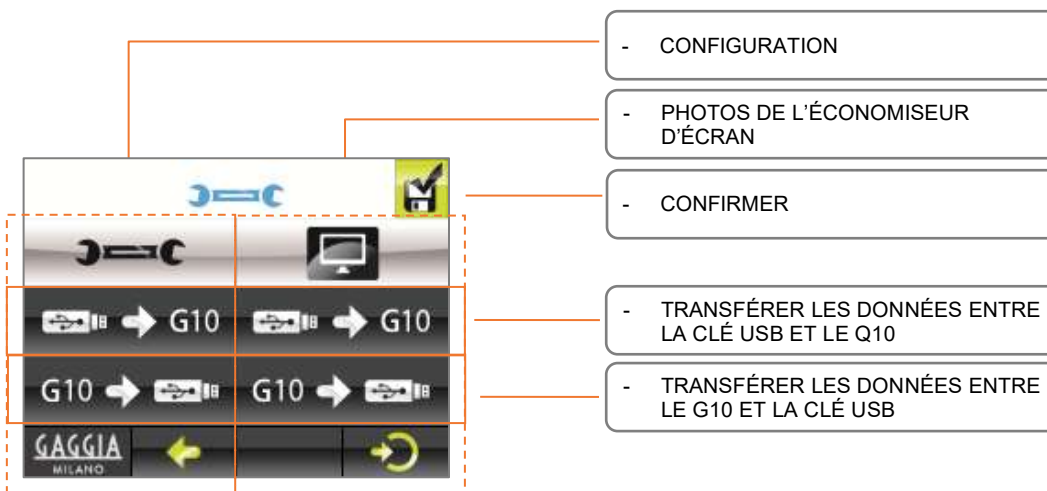 - CONFIGURATION
- PHOTOS DE L’ÉCONOMISEUR
D’ÉCRAN
- CONFIRMER
G10 G10
- TRANSFÉRER LES DONNÉES ENTRE
LA CLÉ USB ET LE Q10
G10 G10
- TRANSFÉRER LES DONNÉES ENTRE
LE G10 ET LA CLÉ USB
GAGGIA
MILANO